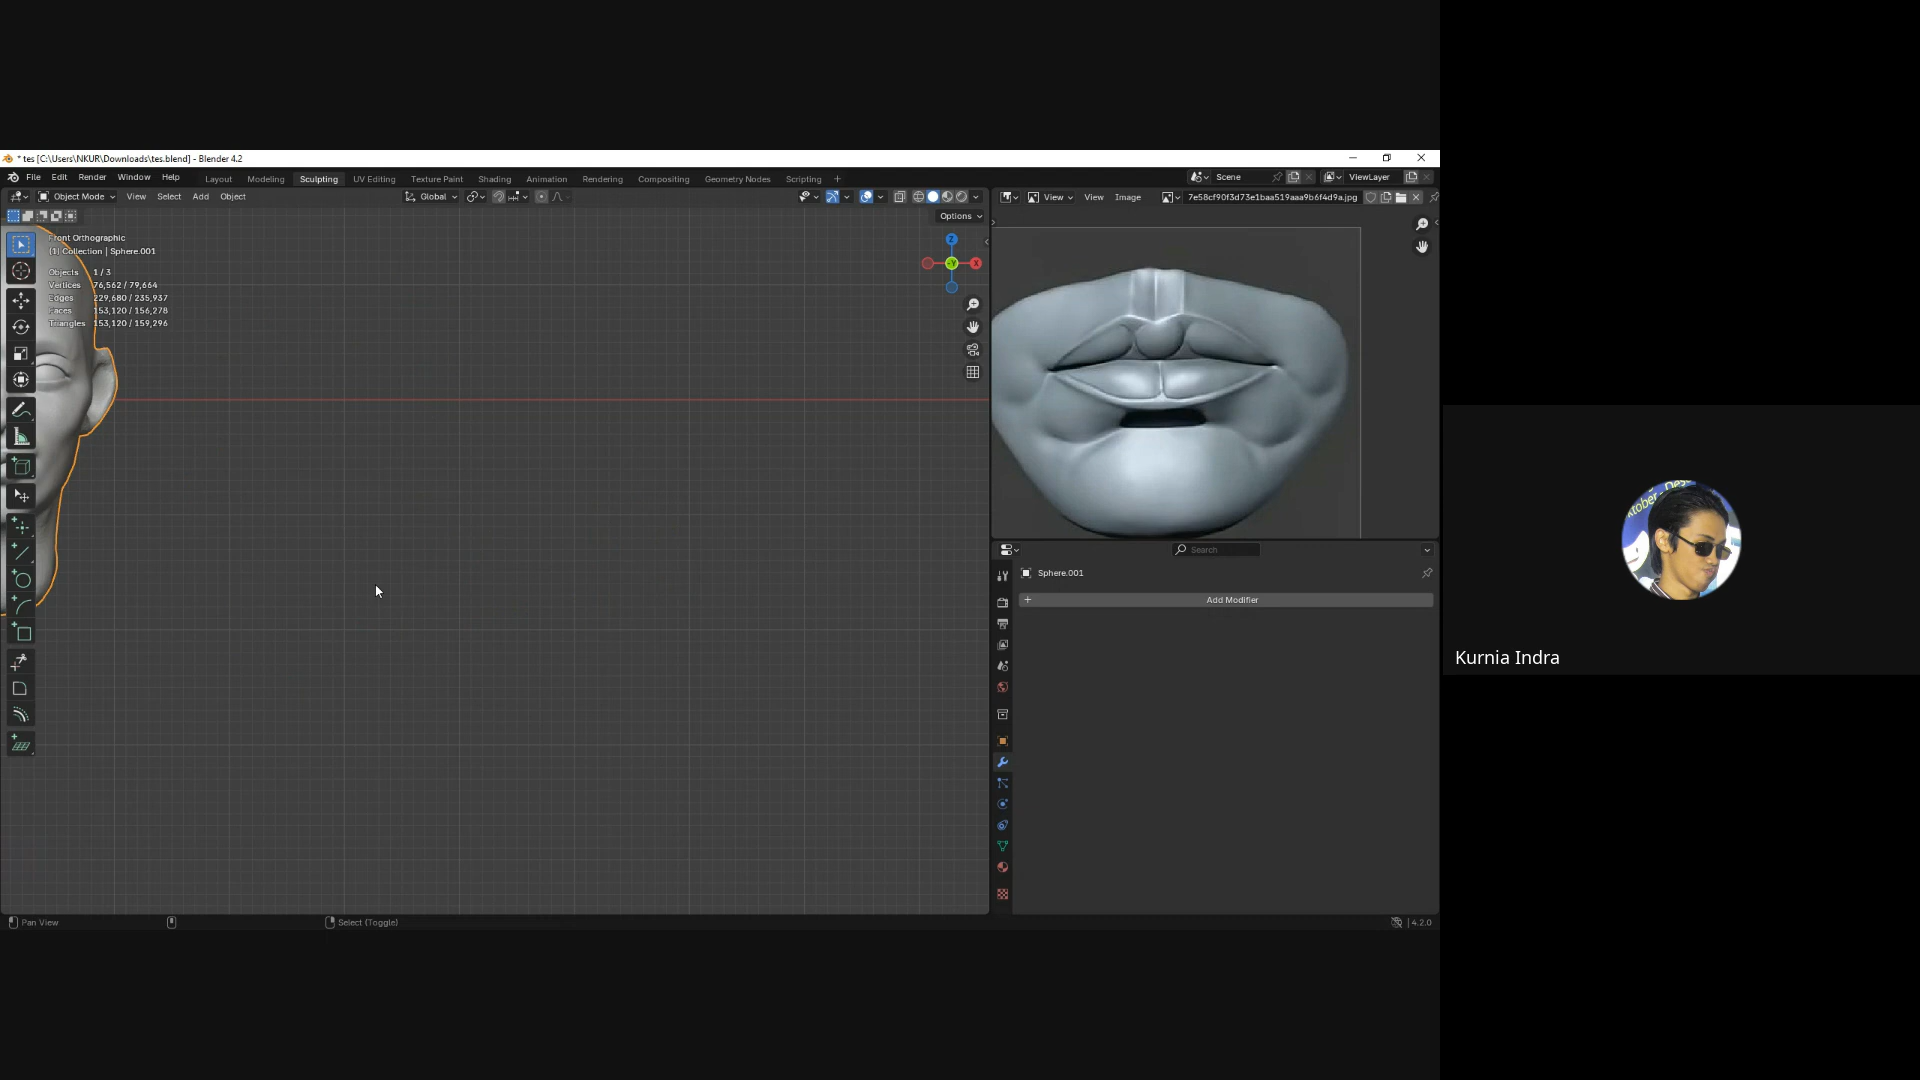 * tes [C:\Users\NKUR\Downloads\tes.blend] - Blender 4.2
File Edit Render Window Help Layout Modeling Sculpting UV Editing Texture Paint Shading Animation Rendering Compositing Geometry Nodes Scripting + Scene ViewLayer
Object Mode View Select Add Object Global View View Image 7e58cf90f3d73e1baa519aaa9b6f4d9a.jpg
Options
Front Orthographic
(1) Collection | Sphere.001
Objects 1 / 3
Vertices 76,562 / 79,664
Edges 229,680 / 235,937
Faces 153,120 / 156,278
Triangles 153,120 / 159,296
Z
-Y
X
Search
Sphere.001
+ Add Modifier
Kurnia Indra
Pan View Select (Toggle) 4.2.0